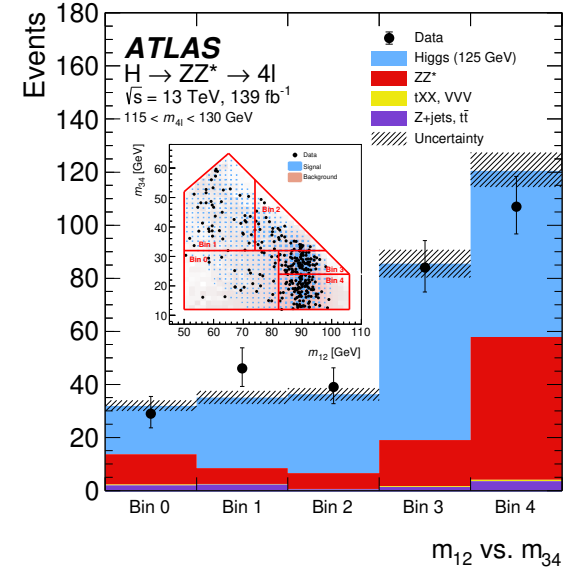 Events
180
160
140
120
100
80
60
40
20
0
ATLAS
H → ZZ* → 4l
√s = 13 TeV, 139 fb⁻¹
115 < m₄ₗ < 130 GeV
Data
Higgs (125 GeV)
ZZ*
tXX, VVV
Z+jets, tt̄
Uncertainty
m₃₄ [GeV]
60
50
40
30
20
10
Data
Signal
Background
Bin 2
Bin 1
Bin 0
Bin 3
Bin 4
50 60 70 80 90 100 110
m₁₂ [GeV]
Bin 0 Bin 1 Bin 2 Bin 3 Bin 4
m₁₂ vs. m₃₄